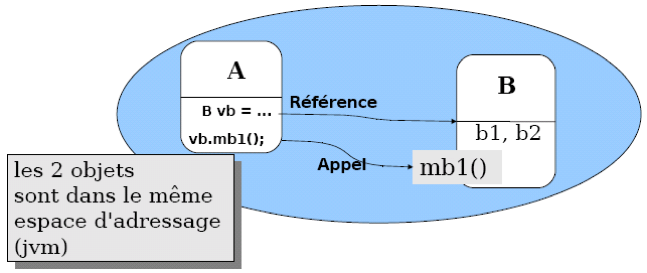 A
B vb = ...
vb.mb1();
Référence
Appel
B
b1, b2
mb1()
les 2 objets
sont dans le même
espace d'adressage
(jvm)